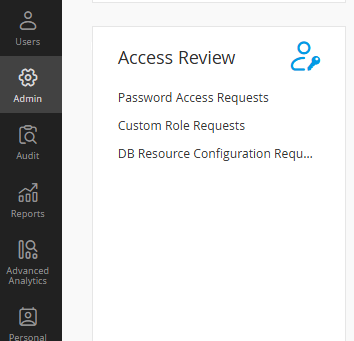 Users
Admin
Audit
Reports
Advanced
Analytics
Personal
Access Review
Password Access Requests
Custom Role Requests
DB Resource Configuration Requ...